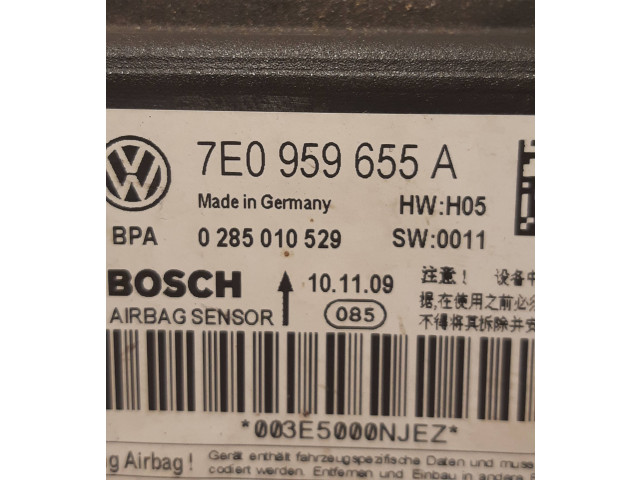 7E0 959 655 A
Made in Germany HW:H05
BPA 0 285 010 529 SW:0011
BOSCH 10.11.09 注意！ 设备中
AIRBAG SENSOR 085 据,在使用之前必
不得将其拆除并安
*003E5000NJEZ*
g Airbag! Gerät enthält fahrzeugspezifische Daten und muss
codiert werden. Entfernen und Einbau in andere